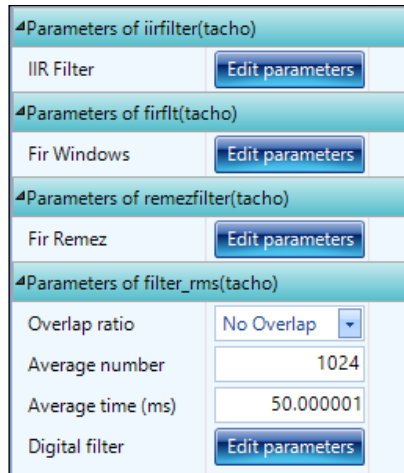 Parameters of iirfilter(tacho)
IIR Filter Edit parameters
Parameters of firflt(tacho)
Fir Windows Edit parameters
Parameters of remezfilter(tacho)
Fir Remez Edit parameters
Parameters of filter_rms(tacho)
Overlap ratio No Overlap
Average number 1024
Average time (ms) 50.000001
Digital filter Edit parameters